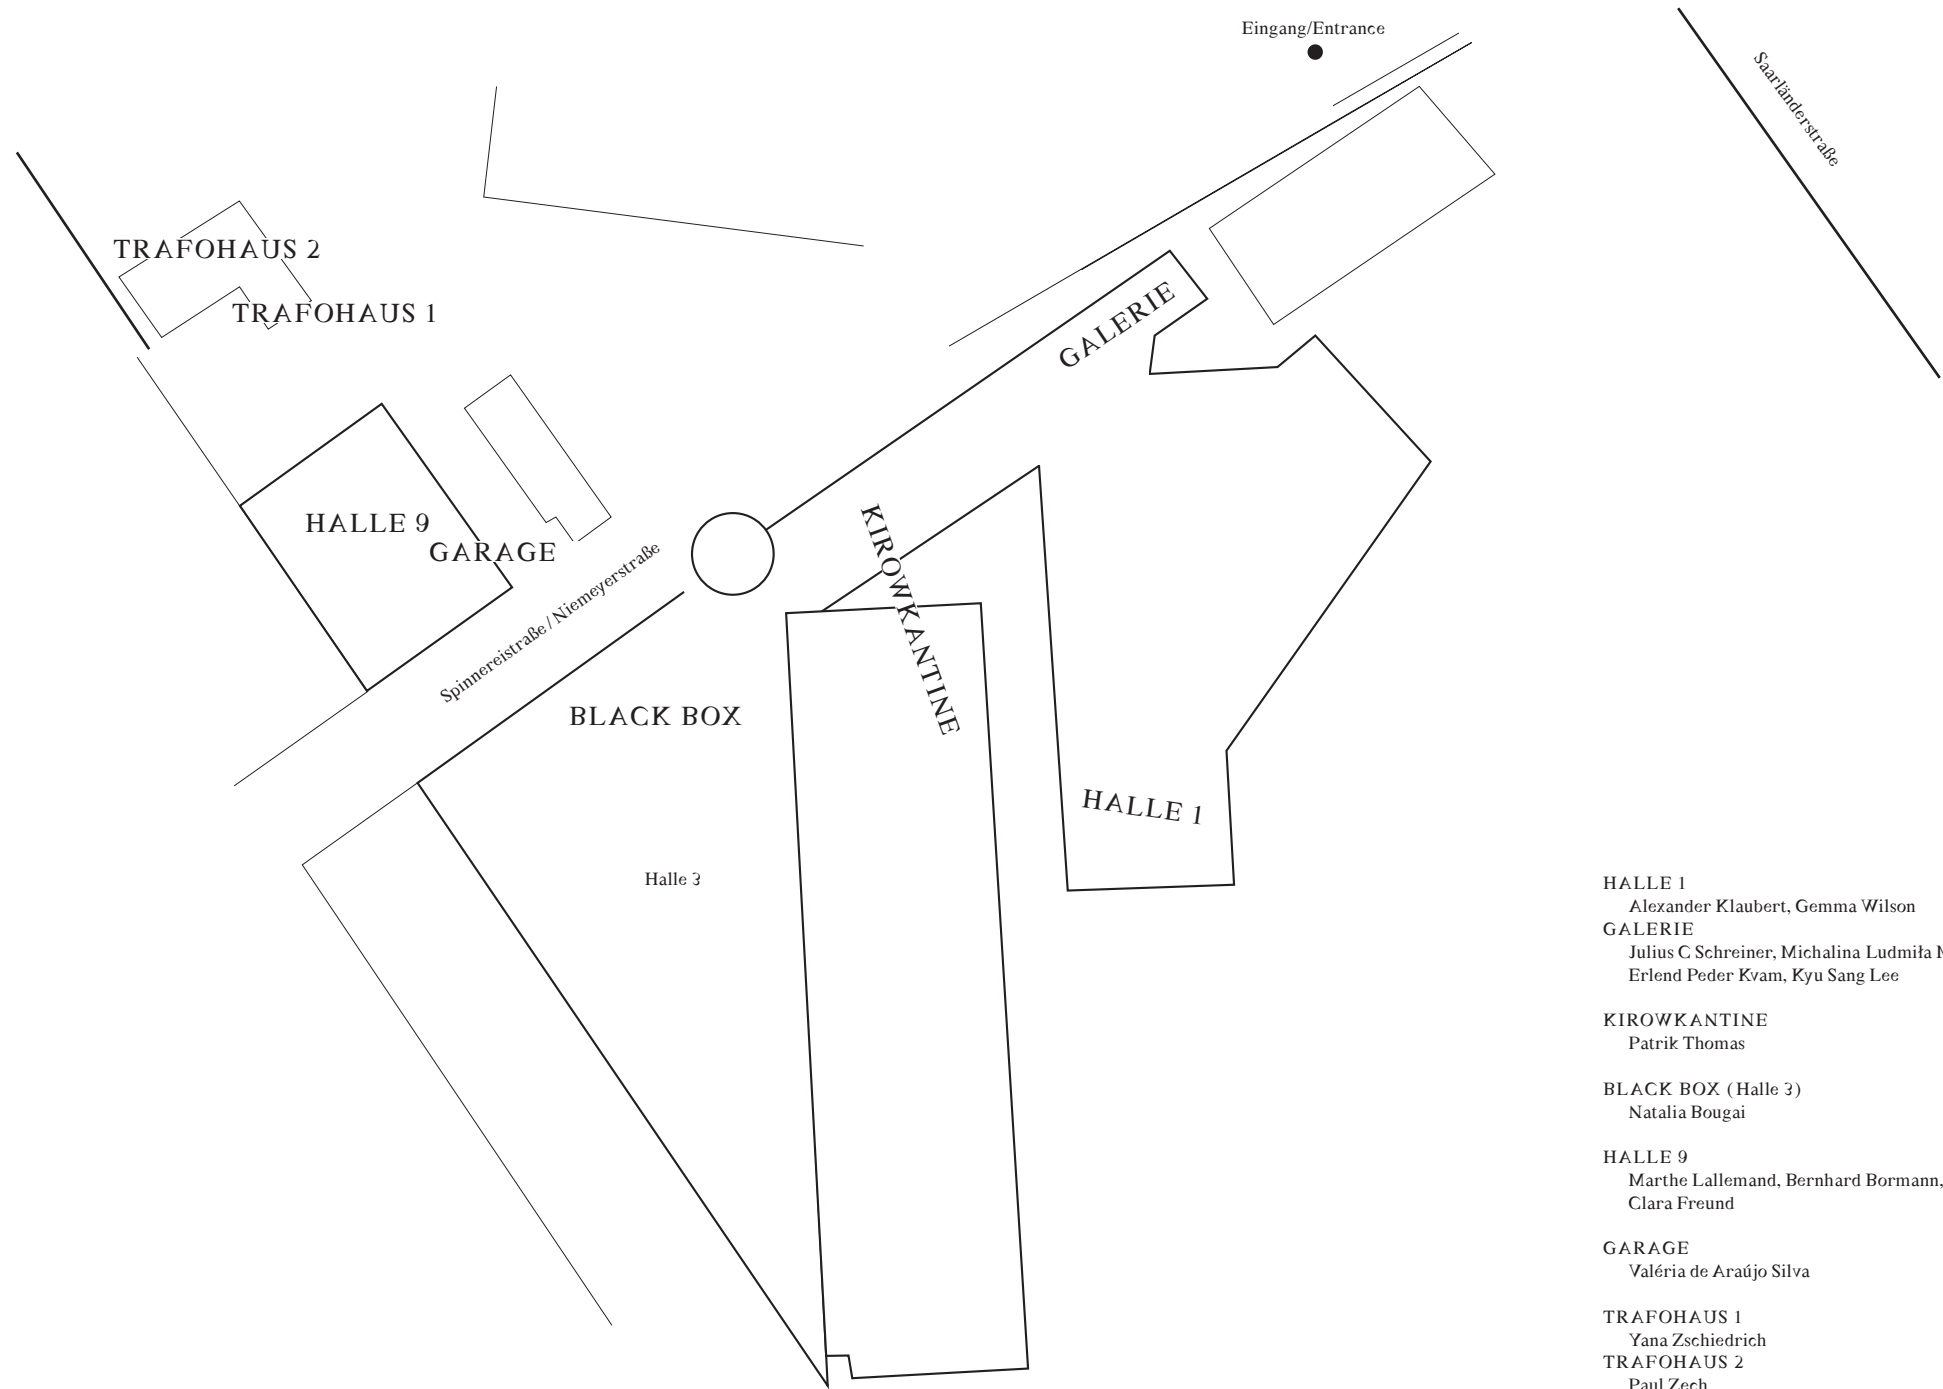 Eingang/Entrance
Saarländerstraße
TRAFOHAUS 2
TRAFOHAUS 1
GALERIE
HALLE 9
GARAGE
KIROWKANTINE
Spinnereistraße / Niemeyerstraße
BLACK BOX
HALLE 1
Halle 3
HALLE 1
Alexander Klaubert, Gemma Wilson
GALERIE
Julius C Schreiner, Michalina Ludmiła
Erlend Peder Kvam, Kyu Sang Lee
KIROWKANTINE
Patrik Thomas
BLACK BOX (Halle 3)
Natalia Bougai
HALLE 9
Marthe Lallemand, Bernhard Bormann,
Clara Freund
GARAGE
Valéria de Araújo Silva
TRAFOHAUS 1
Yana Zschiedrich
TRAFOHAUS 2
Paul Zech